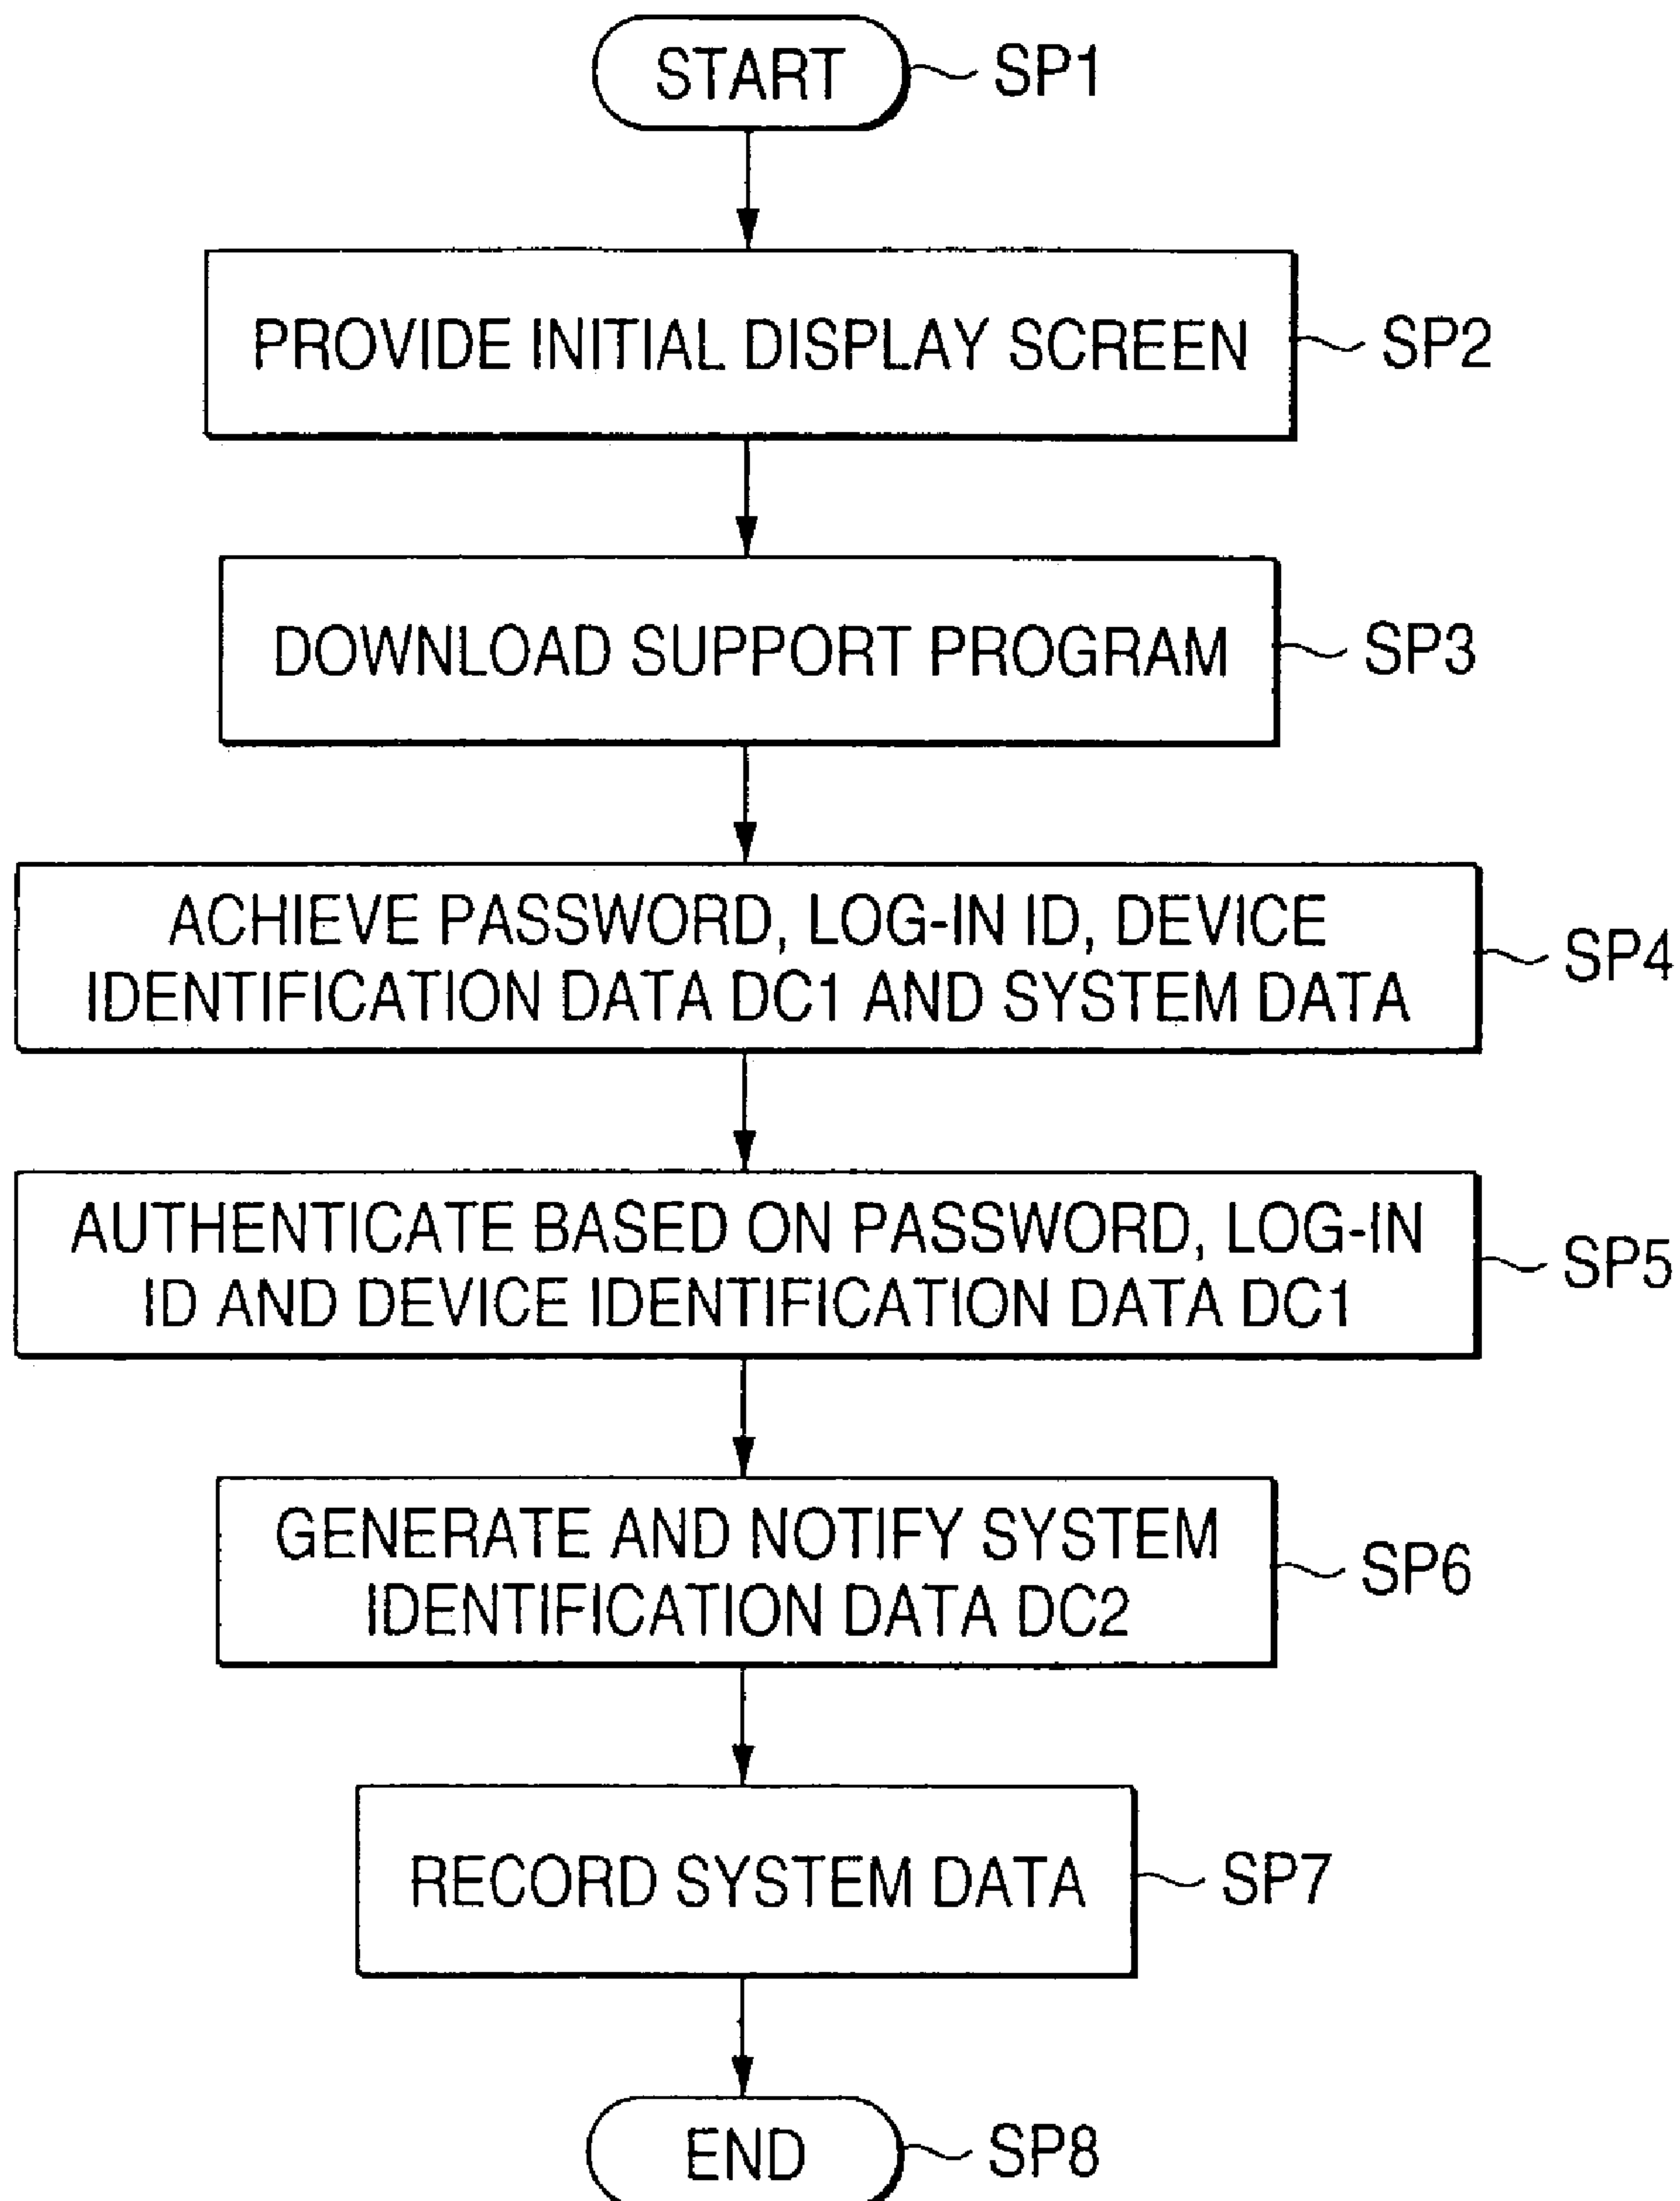 START SP1
PROVIDE INITIAL DISPLAY SCREEN SP2
DOWNLOAD SUPPORT PROGRAM SP3
ACHIEVE PASSWORD, LOG-IN ID, DEVICE
IDENTIFICATION DATA DC1 AND SYSTEM DATA
SP4
AUTHENTICATE BASED ON PASSWORD, LOG-IN
ID AND DEVICE IDENTIFICATION DATA DC1
SP5
GENERATE AND NOTIFY SYSTEM
IDENTIFICATION DATA DC2
SP6
RECORD SYSTEM DATA SP7
END SP8